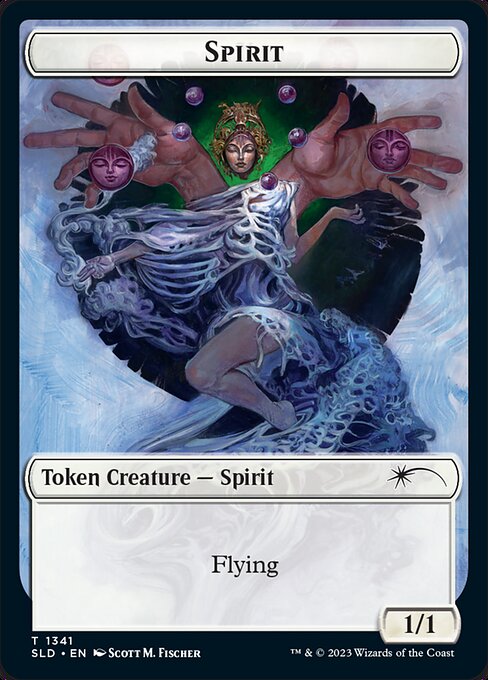 Spirit
Token Creature — Spirit
Flying
1/1
T 1341
SLD • EN Scott M. Fischer
™ & © 2023 Wizards of the Coast